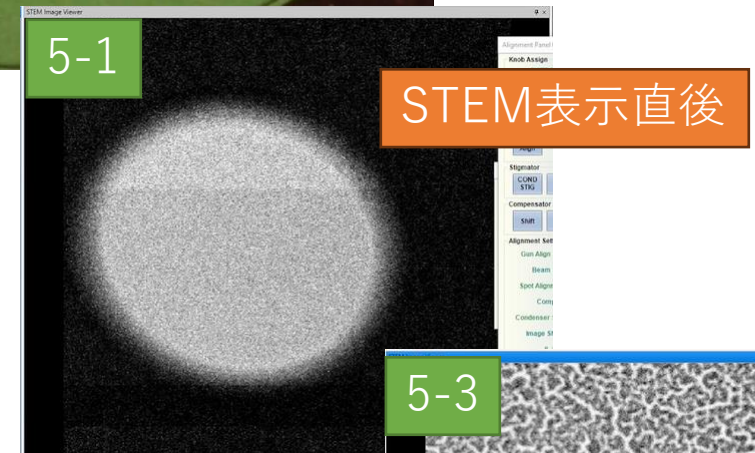 STEM Image Viewer
5-1
Alignment Panel
Knob Assign
STEM表示直後
Stigmator
COND
STIG
Compensator
Shift
Alignment Set
Gun Align
Beam
Spot Align
Comp
Condenser
Image Sh
5-3